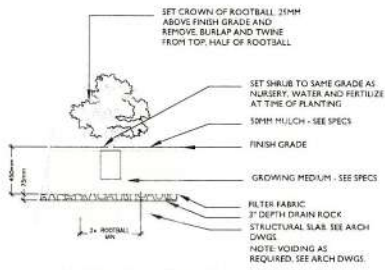 SET CROWN OF ROOTBALL 25MM
ABOVE FINISH GRADE AND
REMOVE, BURLAP AND TWINE
FROM TOP, HALF OF ROOTBALL
SET SHRUB TO SAME GRADE AS
NURSERY, WATER AND FERTILIZE
AT TIME OF PLANTING
50MM MULCH - SEE SPECS
FINISH GRADE
GROWING MEDIUM - SEE SPECS
FILTER FABRIC
3" DEPTH DRAIN ROCK
STRUCTURAL SLAB. SEE ARCH
DWGS.
NOTE: VOIDING AS
REQUIRED. SEE ARCH DWGS.
450mm
75mm
2x ROOTBALL
MIN